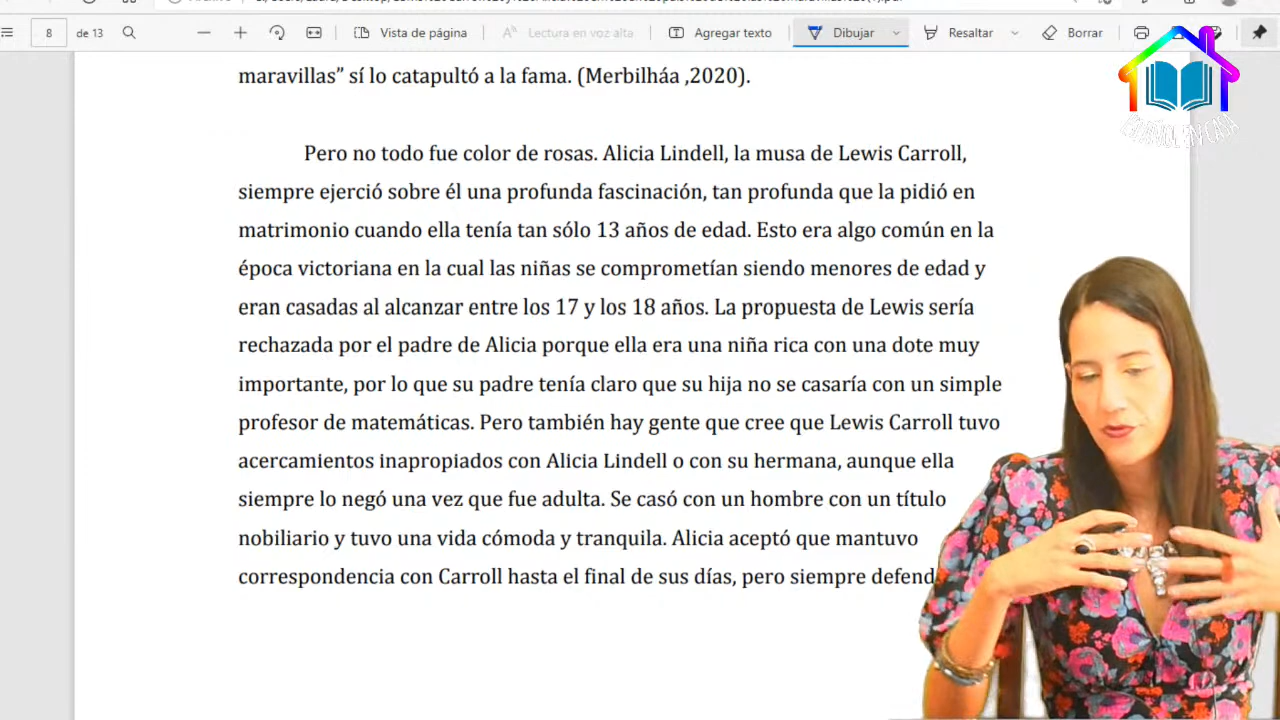 8 de 13 Vista de página Lectura en voz alta Agregar texto Dibujar Resaltar Borrar
maravillas” sí lo catapultó a la fama. (Merbilháa ,2020).
Pero no todo fue color de rosas. Alicia Lindell, la musa de Lewis Carroll,
siempre ejerció sobre él una profunda fascinación, tan profunda que la pidió en
matrimonio cuando ella tenía tan sólo 13 años de edad. Esto era algo común en la
época victoriana en la cual las niñas se comprometían siendo menores de edad y
eran casadas al alcanzar entre los 17 y los 18 años. La propuesta de Lewis sería
rechazada por el padre de Alicia porque ella era una niña rica con una dote muy
importante, por lo que su padre tenía claro que su hija no se casaría con un simple
profesor de matemáticas. Pero también hay gente que cree que Lewis Carroll tuvo
acercamientos inapropiados con Alicia Lindell o con su hermana, aunque ella
siempre lo negó una vez que fue adulta. Se casó con un hombre con un título
nobiliario y tuvo una vida cómoda y tranquila. Alicia aceptó que mantuvo
correspondencia con Carroll hasta el final de sus días, pero siempre defend